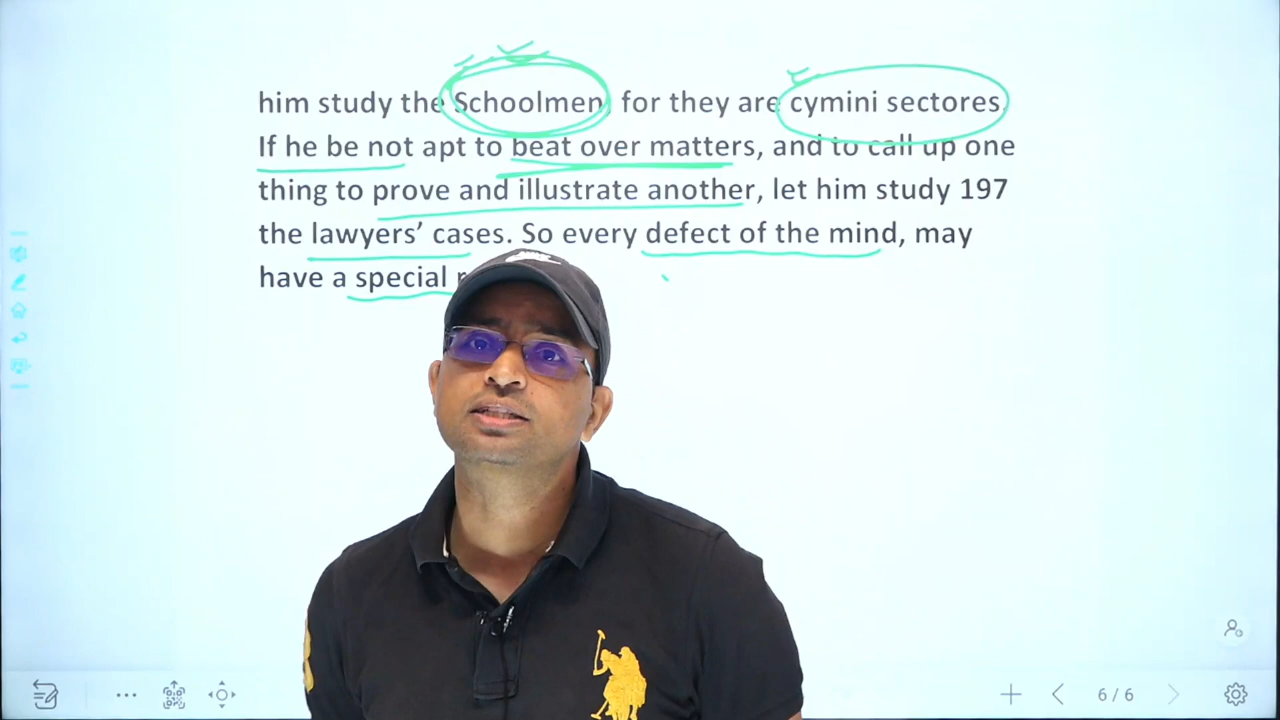 him study the Schoolmen, for they are cymini sectores.
If he be not apt to beat over matters, and to call up one
thing to prove and illustrate another, let him study 197
the lawyers’ cases. So every defect of the mind, may
have a special
6 / 6